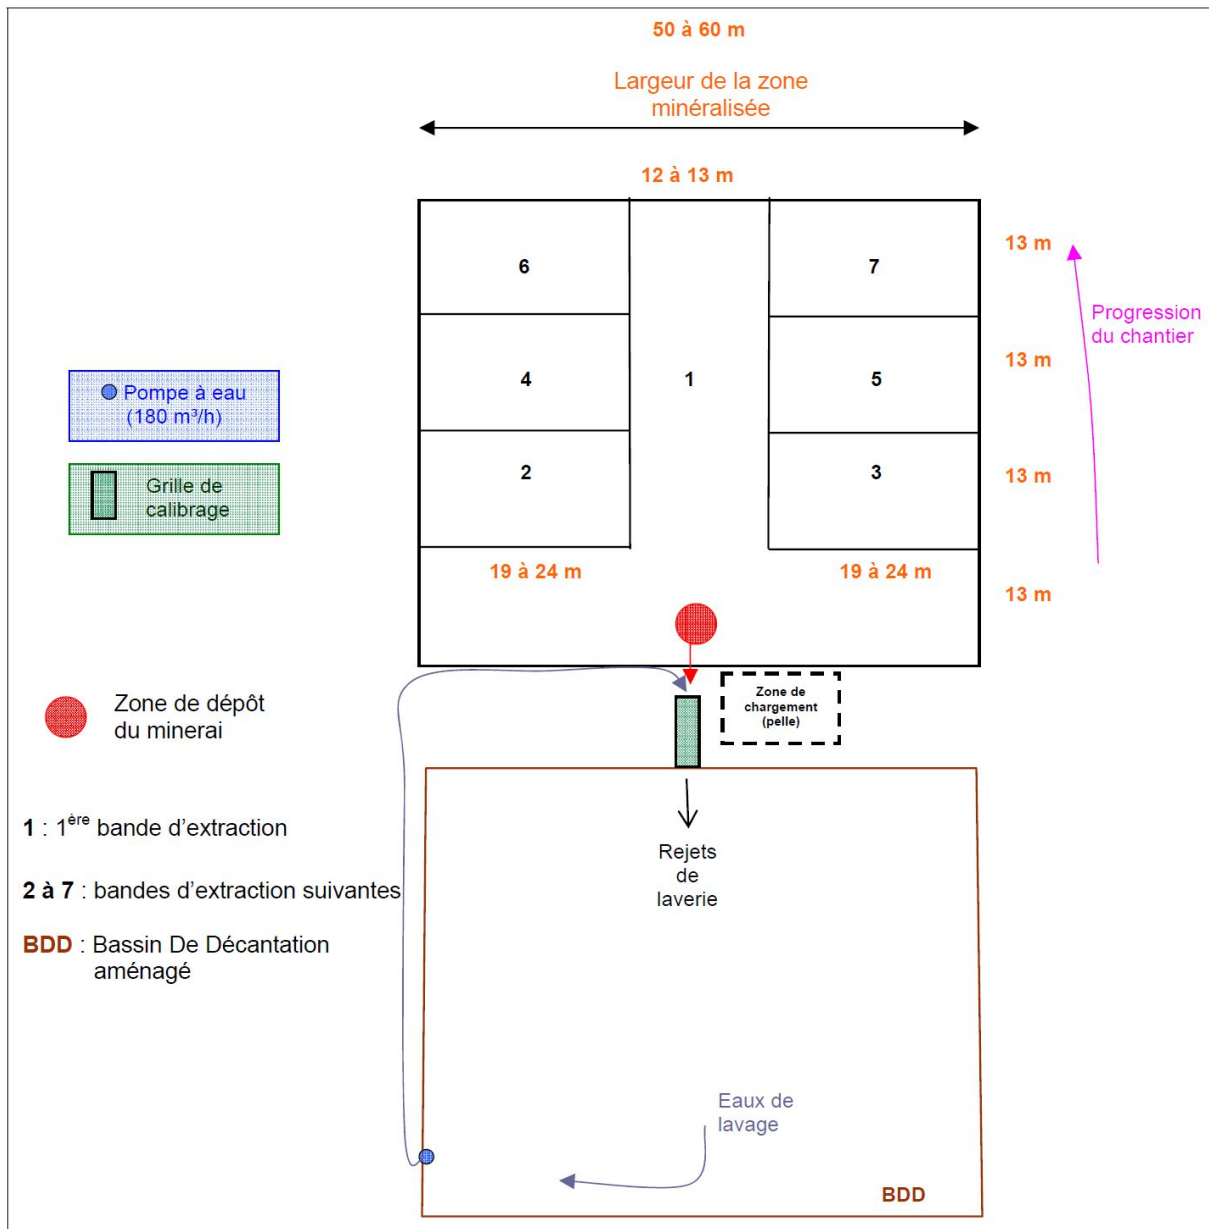 50 à 60 m
Largeur de la zone
minéralisée
12 à 13 m
6
7
13 m
Progression
du chantier
4
1
5
13 m
Pompe à eau
(180 m³/h)
2
3
13 m
Grille de
calibrage
19 à 24 m
19 à 24 m
13 m
Zone de dépôt
du minerai
Zone de
chargement
(pelle)
1 : 1ère bande d'extraction
2 à 7 : bandes d'extraction suivantes
BDD : Bassin De Décantation
aménagé
Rejets
de
laverie
Eaux de
lavage
BDD